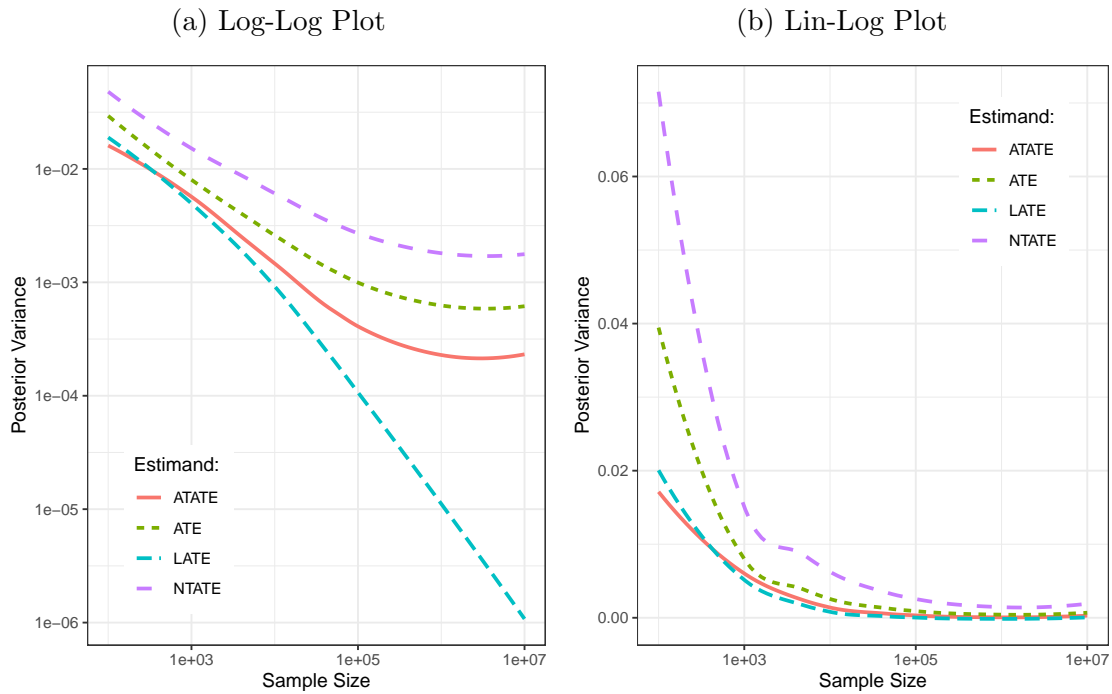 (a) Log-Log Plot
1e−02
1e−03
1e−04
1e−05
1e−06
Posterior Variance
Estimand:
ATATE
ATE
LATE
NTATE
1e+03
1e+05
1e+07
Sample Size
(b) Lin-Log Plot
0.06
0.04
0.02
0.00
Posterior Variance
Estimand:
ATATE
ATE
LATE
NTATE
1e+03
1e+05
1e+07
Sample Size